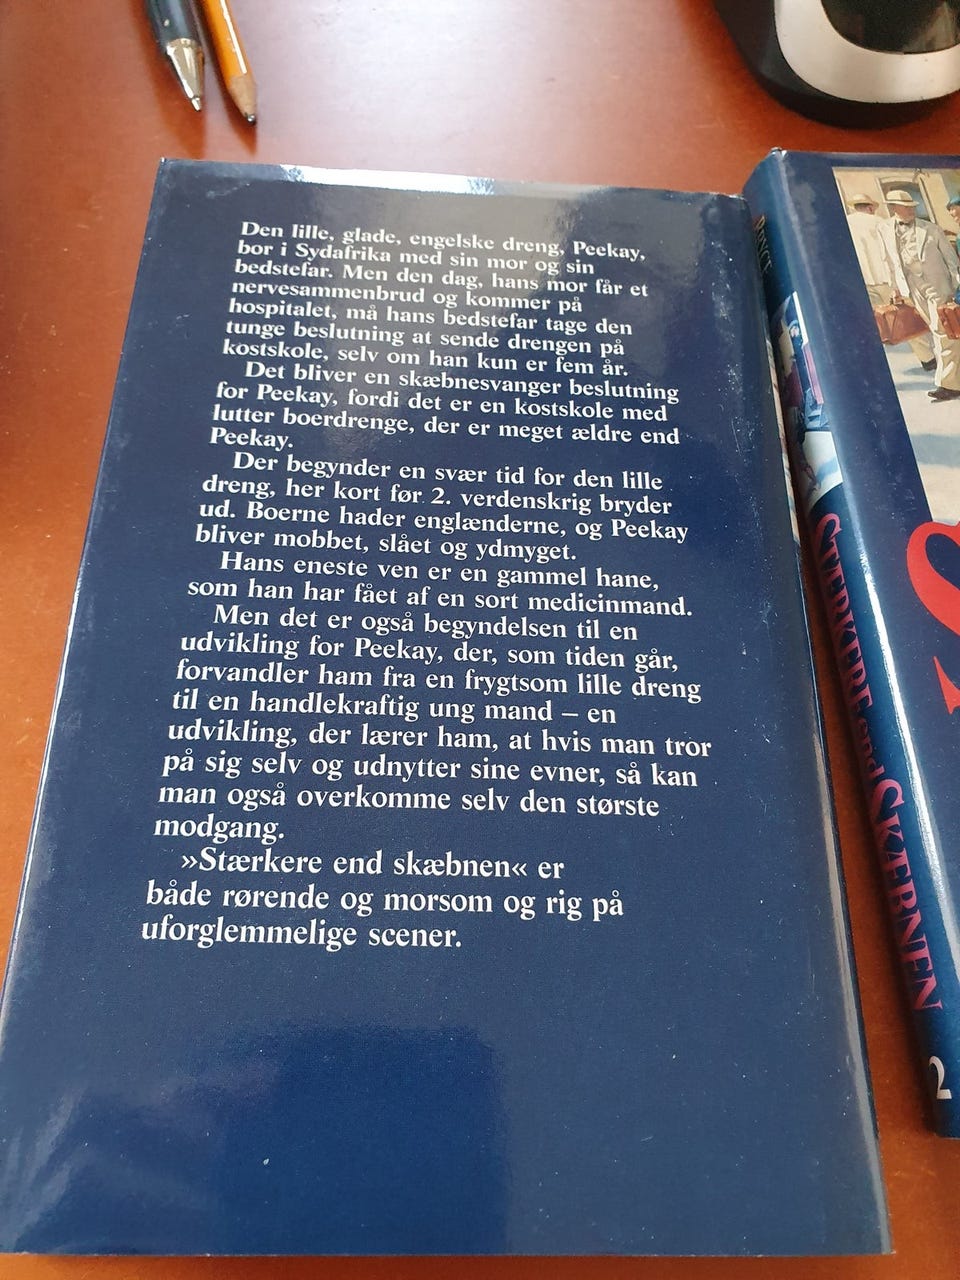 Den lille, glade, engelske dreng, Peekay,
bor i Sydafrika med sin mor og sin
bedstefar. Men den dag, hans mor får et
nervesammenbrud og kommer på
hospitalet, må hans bedstefar tage den
tunge beslutning at sende drengen på
kostskole, selv om han kun er fem år.
Det bliver en skæbnesvanger beslutning
for Peekay, fordi det er en kostskole med
lutter boerdrenge, der er meget ældre end
Peekay.
Der begynder en svær tid for den lille
dreng, her kort før 2. verdenskrig bryder
ud. Boerne hader englænderne, og Peekay
bliver mobbet, slået og ydmyget.
Hans eneste ven er en gammel hane,
som han har fået af en sort medicinmand.
Men det er også begyndelsen til en
udvikling for Peekay, der, som tiden går,
forvandler ham fra en frygtsom lille dreng
til en handlekraftig ung mand – en
udvikling, der lærer ham, at hvis man tror
på sig selv og udnytter sine evner, så kan
man også overkomme selv den største
modgang.
»Stærkere end skæbnen« er
både rørende og morsom og rig på
uforglemmelige scener.
STÆRKERE end SKÆBNEN
2
S